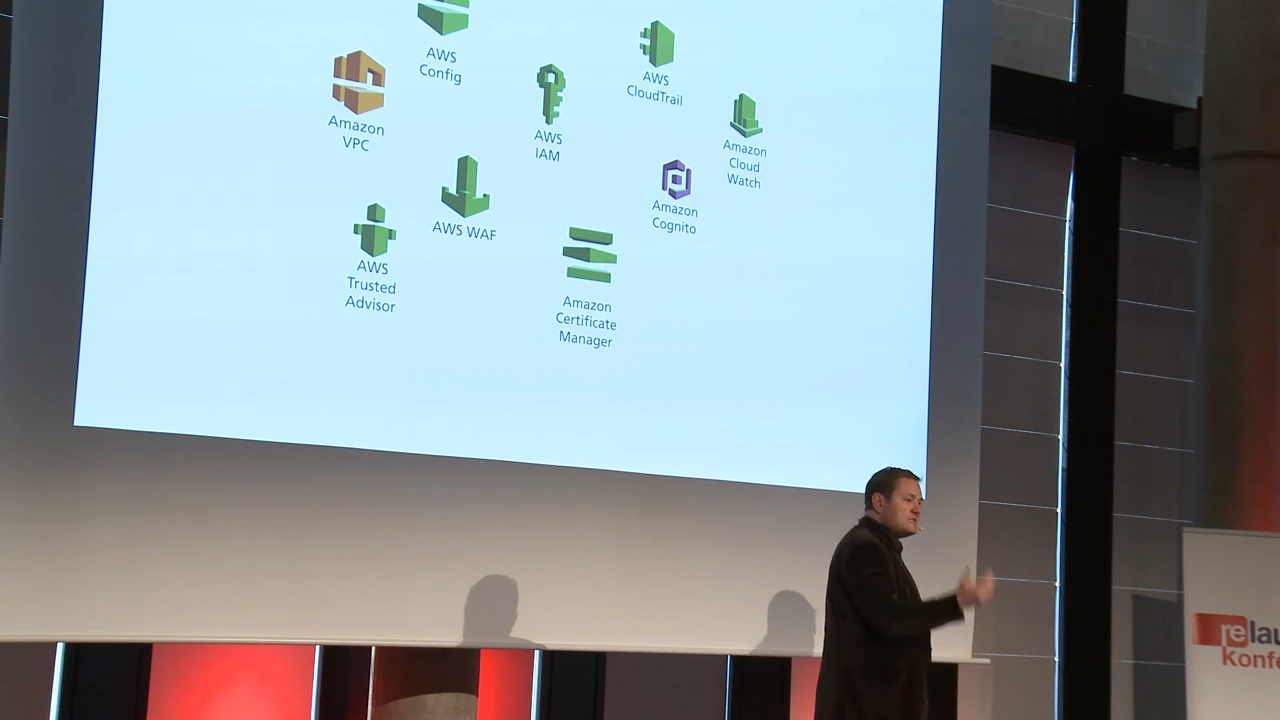 AWS
Config
AWS
CloudTrail
Amazon
VPC
AWS
IAM
Amazon
Cloud
Watch
AWS WAF
Amazon
Cognito
AWS
Trusted
Advisor
Amazon
Certificate
Manager